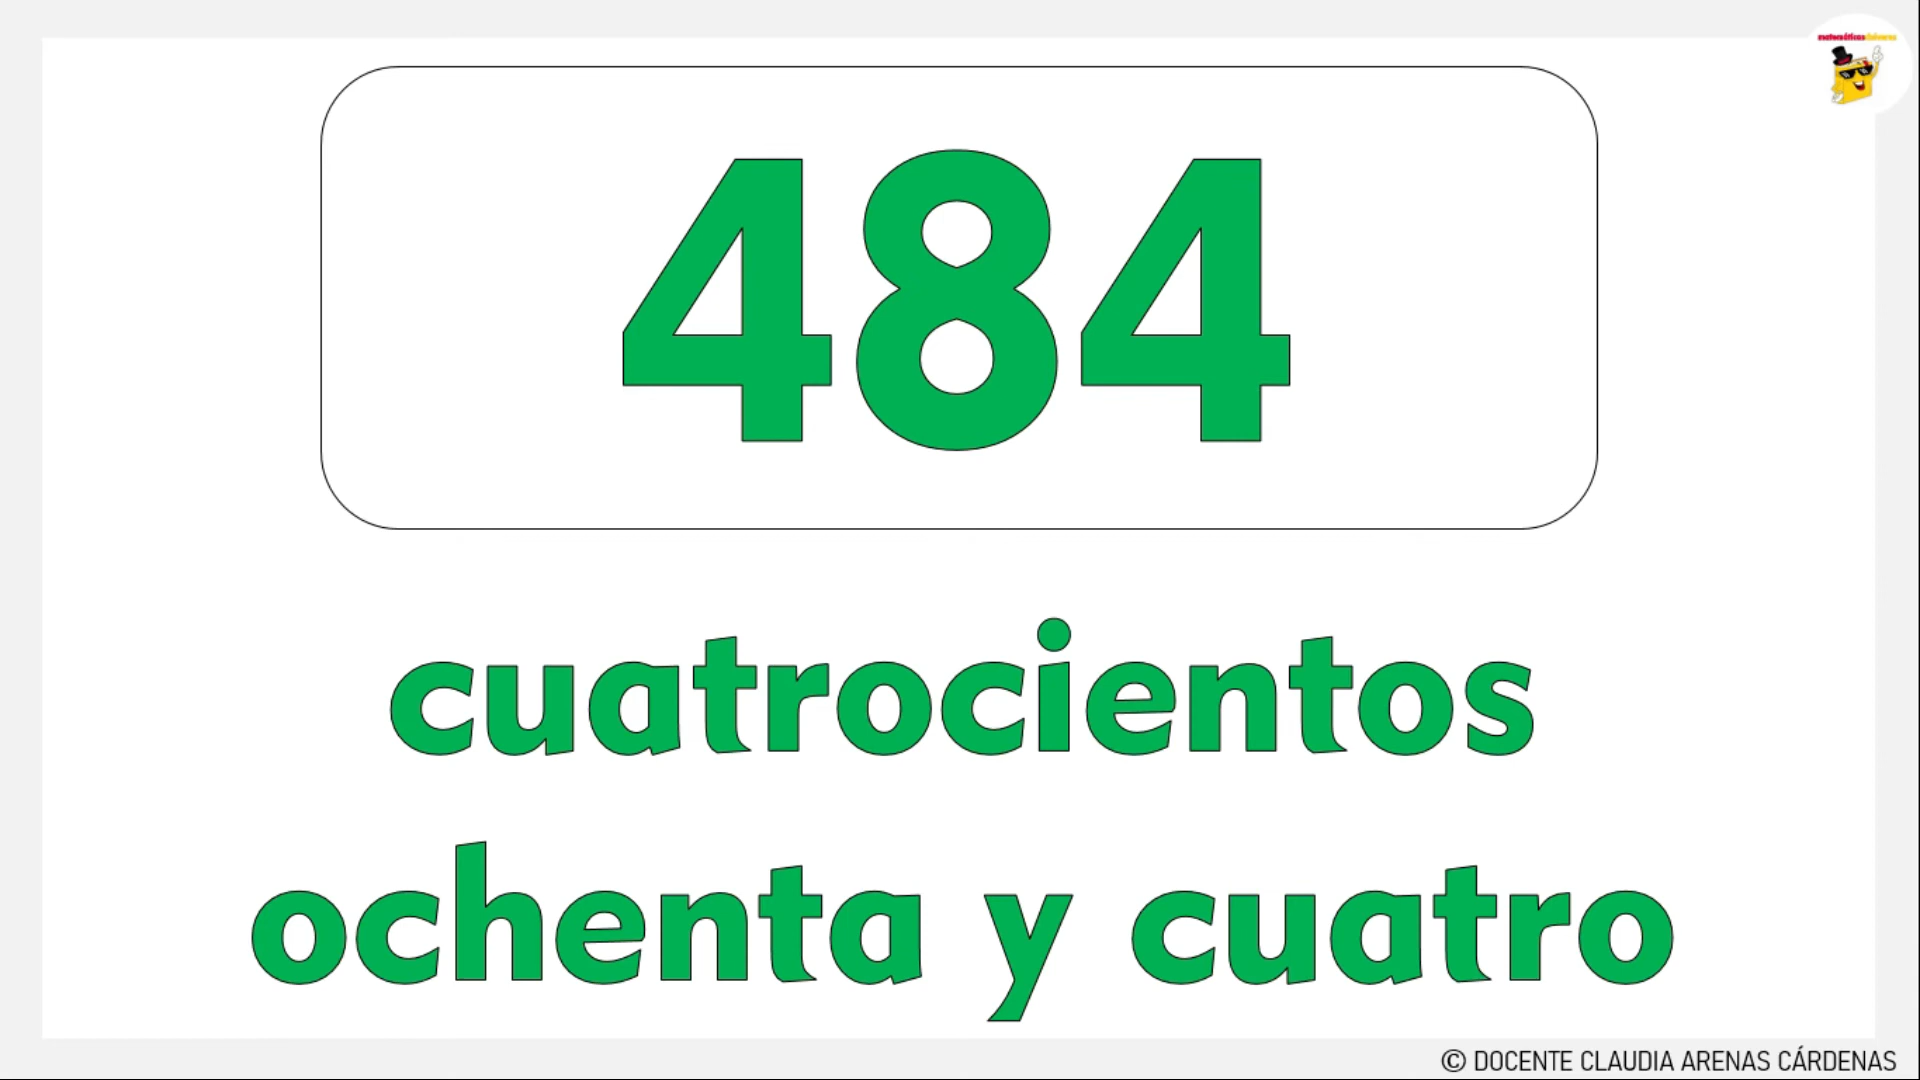 484
cuatrocientos
ochenta y cuatro
© DOCENTE CLAUDIA ARENAS CÁRDENAS